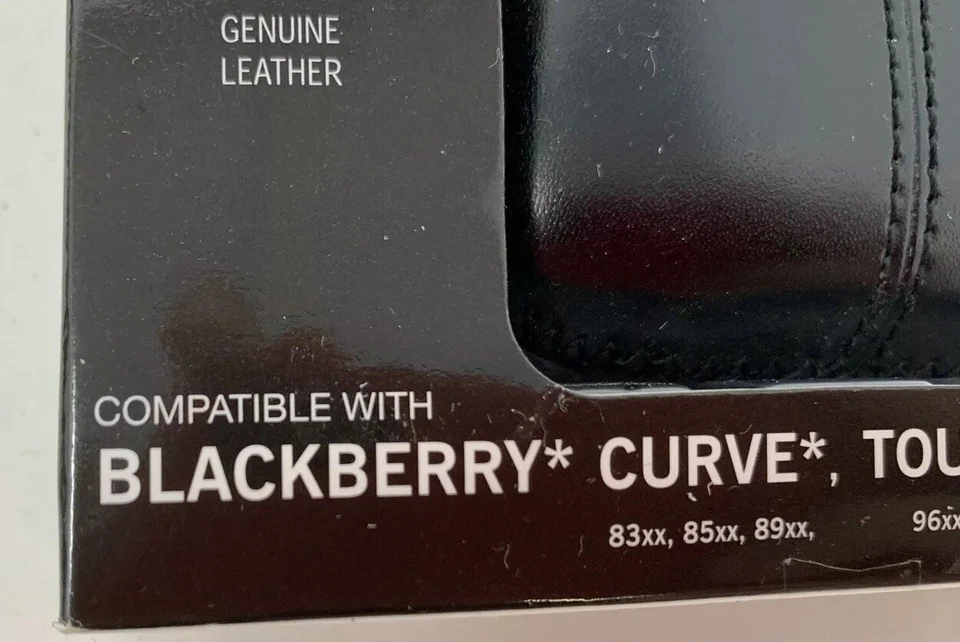 GENUINE
LEATHER
COMPATIBLE WITH
BLACKBERRY* CURVE*, TOU
83xx, 85xx, 89xx, 96xx